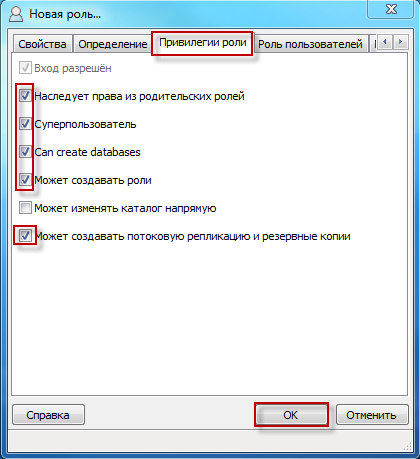 Новая роль...
Свойства Определение Привилегии роли Роль пользователей
Вход разрешён
Наследует права из родительских ролей
Суперпользователь
Can create databases
Может создавать роли
Может изменять каталог напрямую
Может создавать потоковую репликацию и резервные копии
Справка OK Отменить